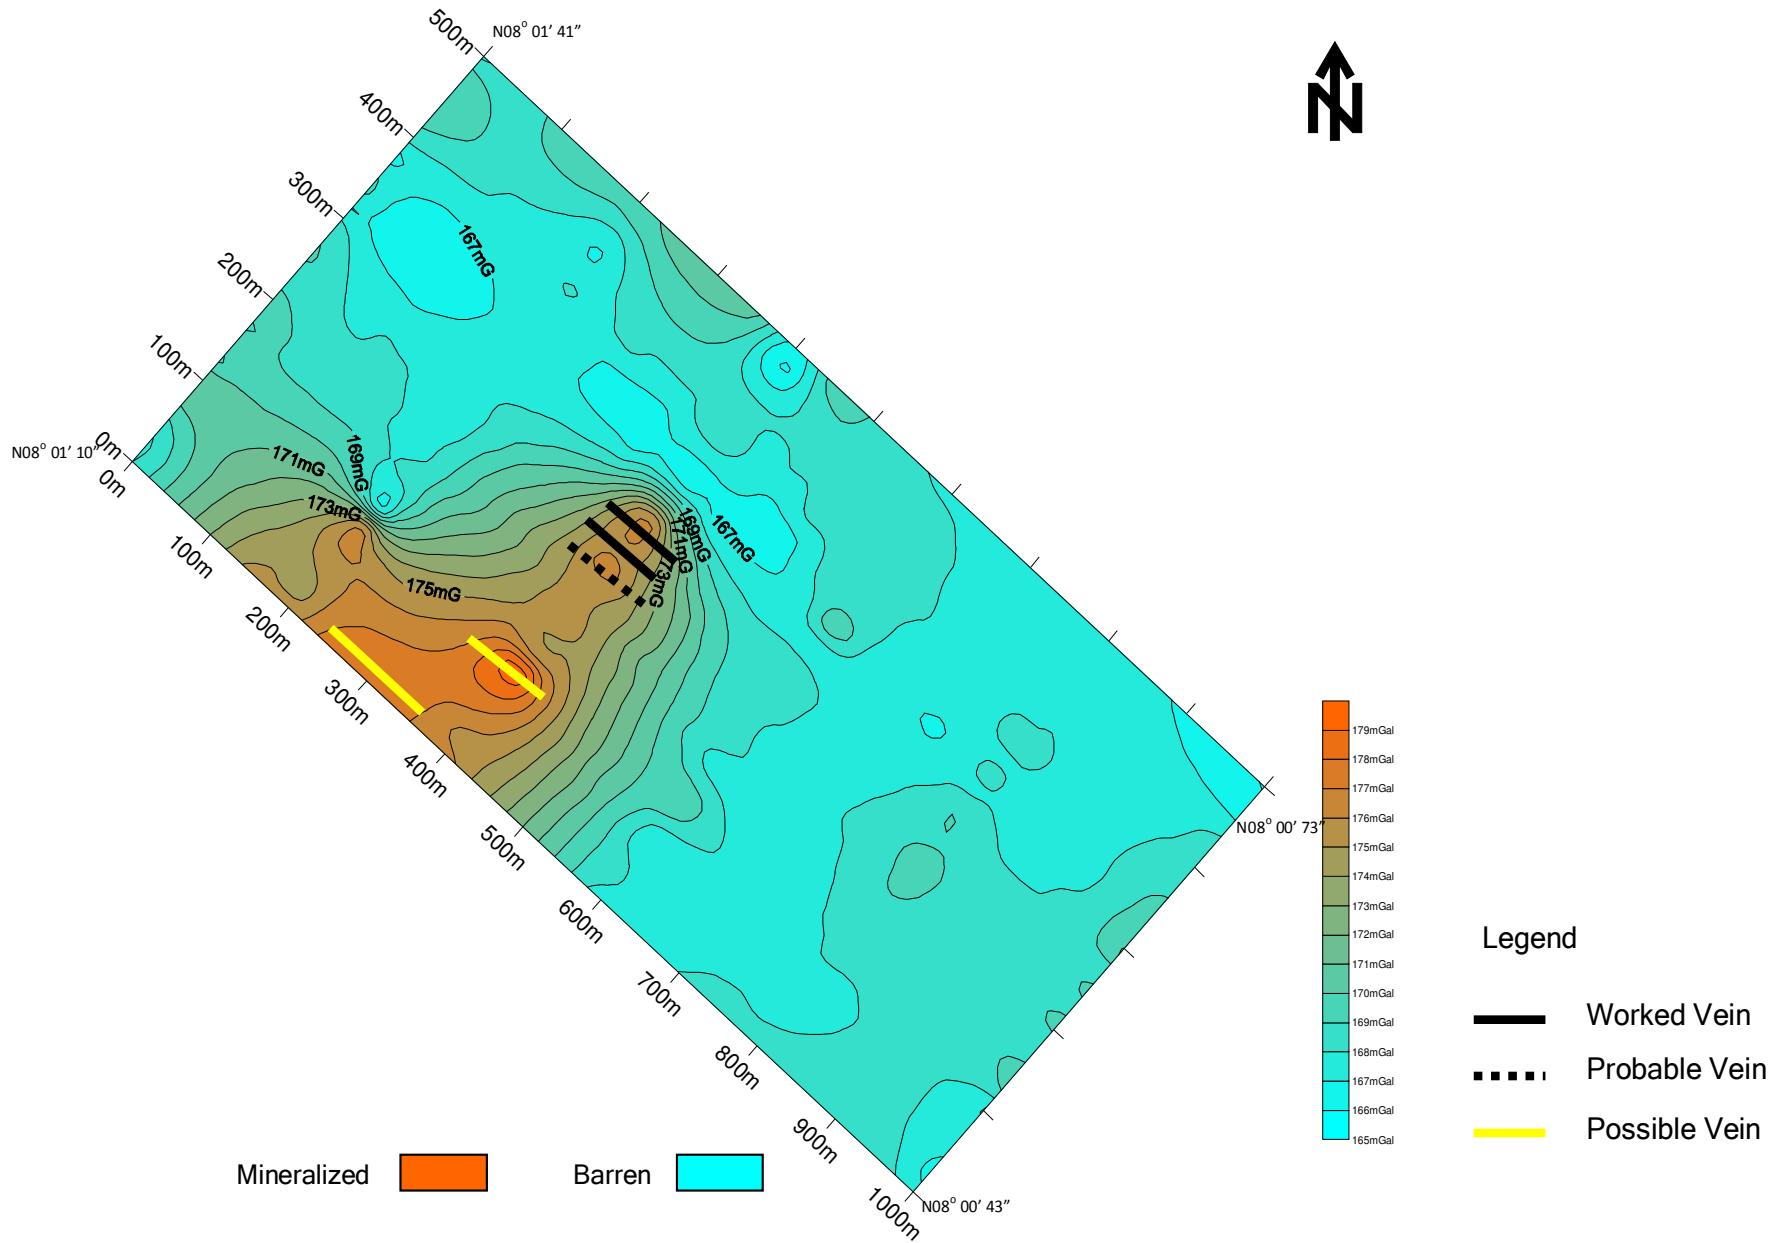 500m
N08° 01' 41"
400m
300m
200m
100m
0m
N08° 01' 10"
0m
100m
200m
300m
400m
500m
600m
700m
800m
900m
1000m
N08° 00' 43"
N08° 00' 73"
N
167mG
169mG
171mG
173mG
175mG
167mG
169mG
171mG
173mG
179mGal
178mGal
177mGal
176mGal
175mGal
174mGal
173mGal
172mGal
171mGal
170mGal
169mGal
168mGal
167mGal
166mGal
165mGal
Legend
Worked Vein
Probable Vein
Possible Vein
Mineralized
Barren